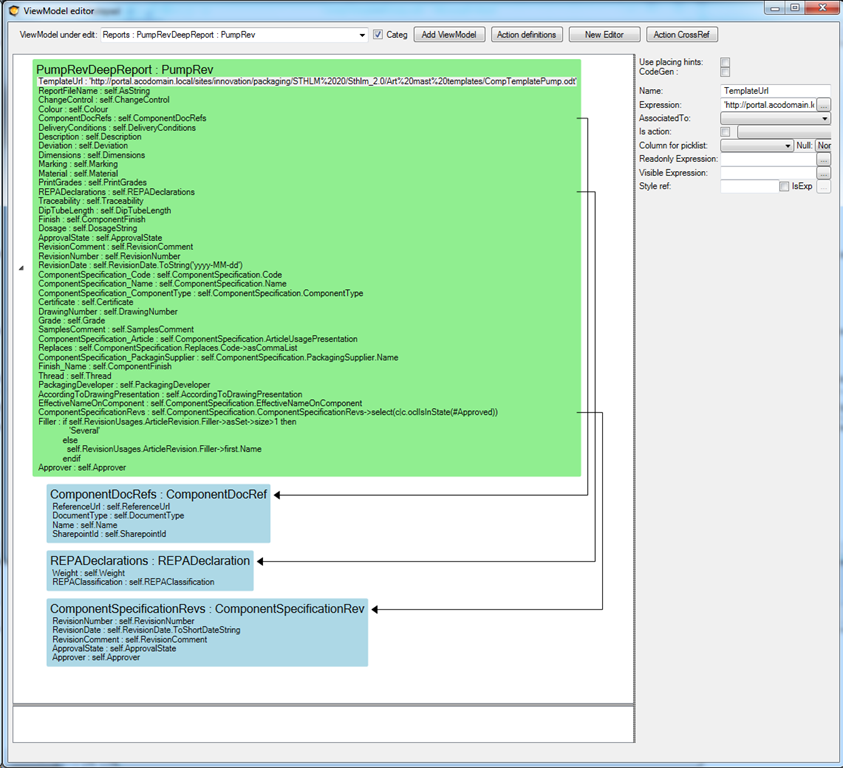 ViewModel editor
ViewModel under edit: Reports : PumpRevDeepReport : PumpRev Categ Add ViewModel Action definitions New Editor Action CrossRef
PumpRevDeepReport : PumpRev
TemplateUrl : 'http://portal.acodomain.local/sites/innovation/packaging/STHLM%2020/Sthlm_2.0/Art%20mast%20templates/CompTemplatePump.odt'
ReportFileName : self.AsString
ChangeControl : self.ChangeControl
Colour : self.Colour
ComponentDocRefs : self.ComponentDocRefs
DeliveryConditions : self.DeliveryConditions
Description : self.Description
Deviation : self.Deviation
Dimensions : self.Dimensions
Marking : self.Marking
Material : self.Material
PrintGrades : self.PrintGrades
REPADeclarations : self.REPADeclarations
Traceability : self.Traceability
DipTubeLength : self.DipTubeLength
Finish : self.ComponentFinish
Dosage : self.DosageString
ApprovalState : self.ApprovalState
RevisionComment : self.RevisionComment
RevisionNumber : self.RevisionNumber
RevisionDate : self.RevisionDate.ToString('yyyy-MM-dd')
ComponentSpecification_Code : self.ComponentSpecification.Code
ComponentSpecification_Name : self.ComponentSpecification.Name
ComponentSpecification_ComponentType : self.ComponentSpecification.ComponentType
Certificate : self.Certificate
DrawingNumber : self.DrawingNumber
Grade : self.Grade
SamplesComment : self.SamplesComment
ComponentSpecification_Article : self.ComponentSpecification.ArticleUsagePresentation
Replaces : self.ComponentSpecification.Replaces.Code->asCommaList
ComponentSpecification_PackaginSupplier : self.ComponentSpecification.PackagingSupplier.Name
Finish_Name : self.ComponentFinish
Thread : self.Thread
PackagingDeveloper : self.PackagingDeveloper
AccordingToDrawingPresentation : self.AccordingToDrawingPresentation
EffectiveNameOnComponent : self.ComponentSpecification.EffectiveNameOnComponent
ComponentSpecificationRevs : self.ComponentSpecification.ComponentSpecificationRevs->select(c|c.oclIsInState(#Approved))
Filler : if self.RevisionUsages.ArticleRevision.Filler->asSet->size>1 then
'Several'
else
self.RevisionUsages.ArticleRevision.Filler->first.Name
endif
Approver : self.Approver
ComponentDocRefs : ComponentDocRef
ReferenceUrl : self.ReferenceUrl
DocumentType : self.DocumentType
Name : self.Name
SharepointId : self.SharepointId
REPADeclarations : REPADeclaration
Weight : self.Weight
REPAClassification : self.REPAClassification
ComponentSpecificationRevs : ComponentSpecificationRev
RevisionNumber : self.RevisionNumber
RevisionDate : self.RevisionDate.ToShortDateString
RevisionComment : self.RevisionComment
ApprovalState : self.ApprovalState
Approver : self.Approver
Use placing hints:
CodeGen :
Name: TemplateUrl
Expression: 'http://portal.acodomain.l ...
AssociatedTo:
Is action:
Column for picklist: Null: Nor
Readonly Expression: ...
Visible Expression: ...
Style ref: IsExp ...